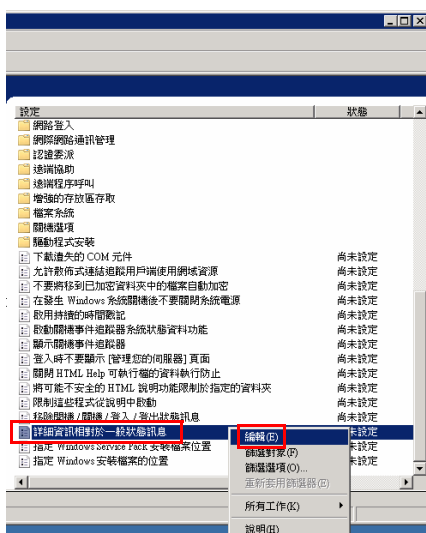 設定 狀態
網路登入
網際網路通訊管理
認證委派
遠端協助
遠端程序呼叫
增強的存放區存取
檔案系統
關機選項
驅動程式安裝
下載遺失的 COM 元件 尚未設定
允許散佈式連結追蹤用戶端使用網域資源 尚未設定
不要將移到已加密資料夾中的檔案自動加密 尚未設定
在發生 Windows 系統關機後不要關閉系統電源 尚未設定
啟用持續的時間戳記 尚未設定
啟動關機事件追蹤器系統狀態資料功能 尚未設定
顯示關機事件追蹤器 尚未設定
登入時不要顯示 [管理您的伺服器] 頁面 尚未設定
關閉 HTML Help 可執行檔的資料執行防止 尚未設定
將可能不安全的 HTML 說明功能限制於指定的資料夾 尚未設定
限制這些程式從說明中啟動 尚未設定
移除開機 / 關機 / 登入 / 登出狀態訊息 尚未設定
詳細資訊相對於一般狀態訊息 未設定
指定 Windows Service Pack 安裝檔案位置 未設定
指定 Windows 安裝檔案的位置 未設定
編輯(E)
篩選對象(F)
篩選選項(O)...
重新套用篩選器(E)
所有工作(K)
說明(H)